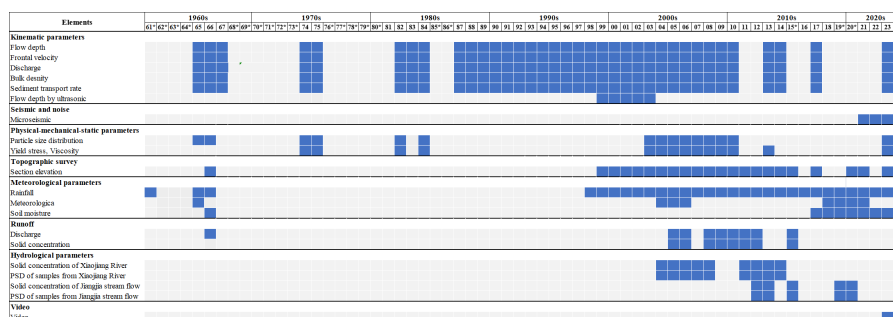 Elements 1960s 1970s 1980s 1990s 2000s 2010s 2020s
61* 62* 63* 64* 65 66 67 68* 69* 70* 71* 72* 73* 74 75 76* 77* 78* 79* 80* 81 82 83 84 85* 86* 87 88 89 90 91 92 93 94 95 96 97 98 99 00 01 02 03 04 05 06 07 08 09 10 11 12 13 14 15* 16 17 18 19* 20* 21 22 23
Kinematic parameters
Flow depth
Frontal velocity
Discharge
Bulk density
Sediment transport rate
Flow depth by ultrasonic
Seismic and noise
Microseismic
Physical-mechanical-static parameters
Particle size distribution
Yield stress, Viscosity
Topographic survey
Section elevation
Meteorological parameters
Rainfall
Meteorologica
Soil moisture
Runoff
Discharge
Solid concentration
Hydrological parameters
Solid concentration of Xiaojiang River
PSD of samples from Xiaojiang River
Solid concentration of Jiangjia stream flow
PSD of samples from Jiangjia stream flow
Video
Video